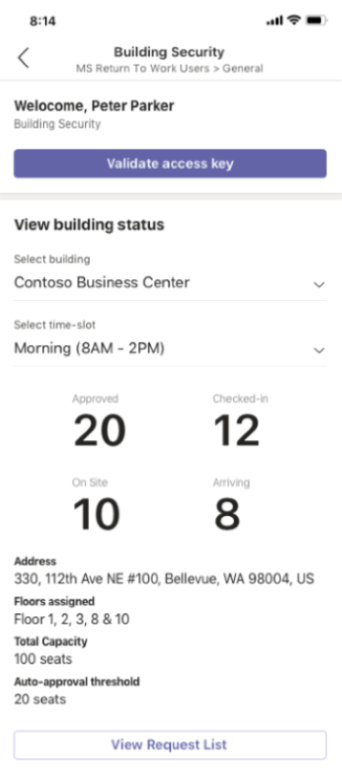 8:14
Building Security
MS Return To Work Users > General
Welocome, Peter Parker
Building Security
Validate access key
View building status
Select building
Contoso Business Center
Select time-slot
Morning (8AM - 2PM)
Approved Checked-in
20 12
On Site Arriving
10 8
Address
330, 112th Ave NE #100, Bellevue, WA 98004, US
Floors assigned
Floor 1, 2, 3, 8 & 10
Total Capacity
100 seats
Auto-approval threshold
20 seats
View Request List